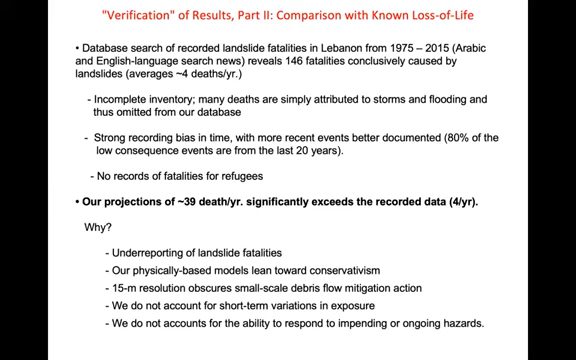 "Verification" of Results, Part II: Comparison with Known Loss-of-Life
• Database search of recorded landslide fatalities in Lebanon from 1975 – 2015 (Arabic
and English-language search news) reveals 146 fatalities conclusively caused by
landslides (averages ~4 deaths/yr.)
- Incomplete inventory; many deaths are simply attributed to storms and flooding and
thus omitted from our database
- Strong recording bias in time, with more recent events better documented (80% of the
low consequence events are from the last 20 years).
- No records of fatalities for refugees
• Our projections of ~39 death/yr. significantly exceeds the recorded data (4/yr).
Why?
- Underreporting of landslide fatalities
- Our physically-based models lean toward conservativism
- 15-m resolution obscures small-scale debris flow mitigation action
- We do not account for short-term variations in exposure
- We do not accounts for the ability to respond to impending or ongoing hazards.